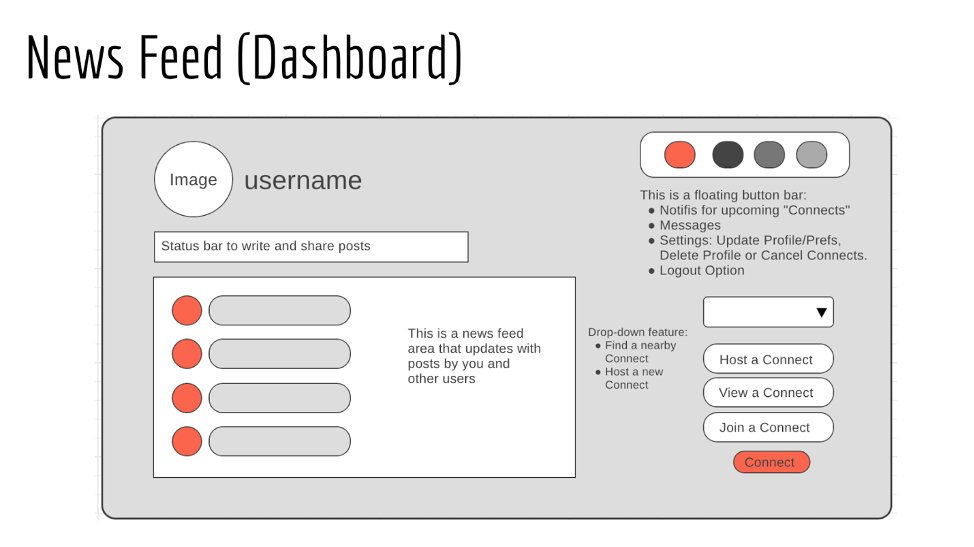 News Feed (Dashboard)
Image
username
Status bar to write and share posts
This is a floating button bar:
● Notifis for upcoming "Connects"
● Messages
● Settings: Update Profile/Prefs,
Delete Profile or Cancel Connects.
● Logout Option
This is a news feed
area that updates with
posts by you and
other users
Drop-down feature:
● Find a nearby
Connect
● Host a new
Connect
▼
Host a Connect
View a Connect
Join a Connect
Connect